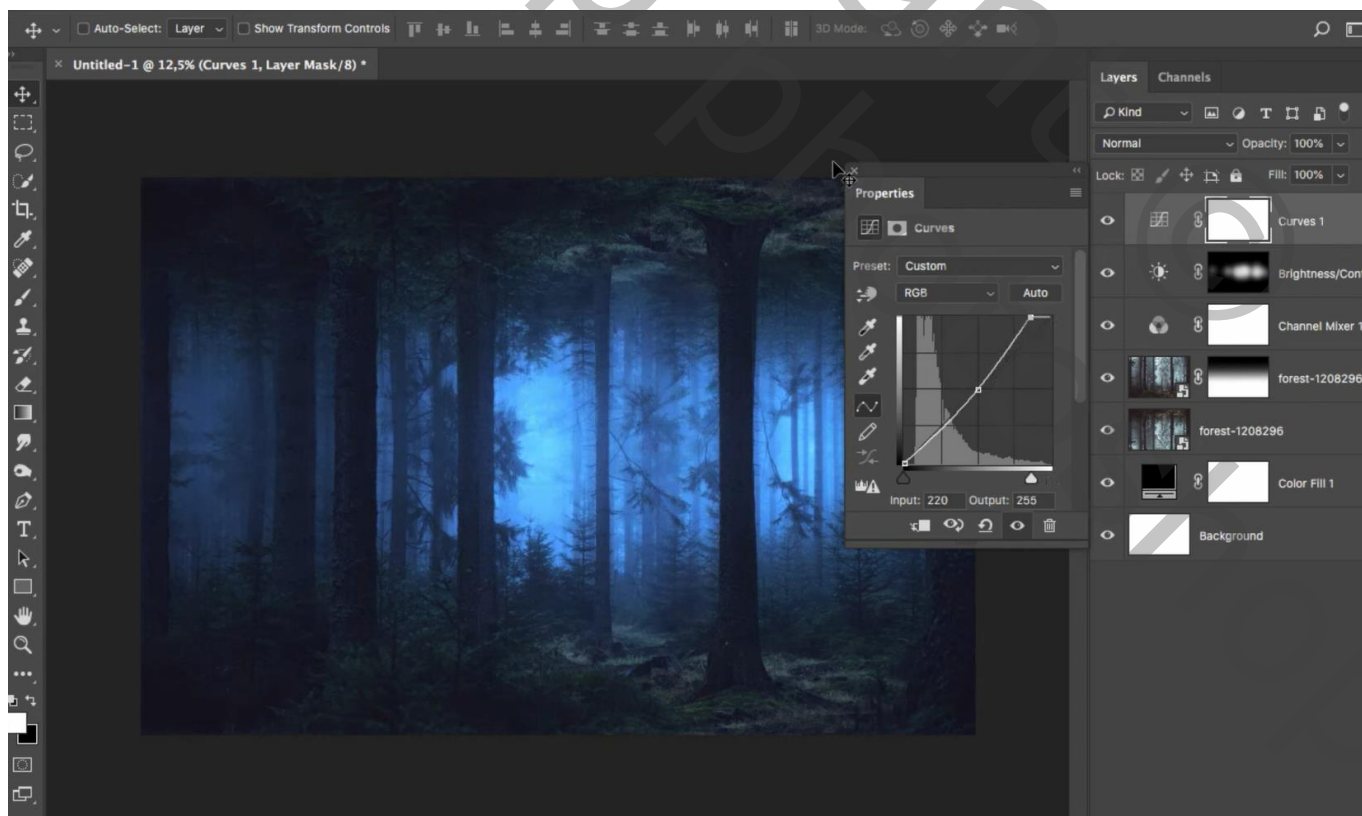 Auto-Select: Layer Show Transform Controls 3D Mode:
× Untitled-1 @ 12,5% (Curves 1, Layer Mask/8) *
Layers Channels
Kind
Normal Opacity: 100%
Lock: Fill: 100%
Properties
Curves
Preset: Custom
RGB Auto
Input: 220 Output: 255
Curves 1
Brightness/Con
Channel Mixer 1
forest-1208296
forest-1208296
Color Fill 1
Background